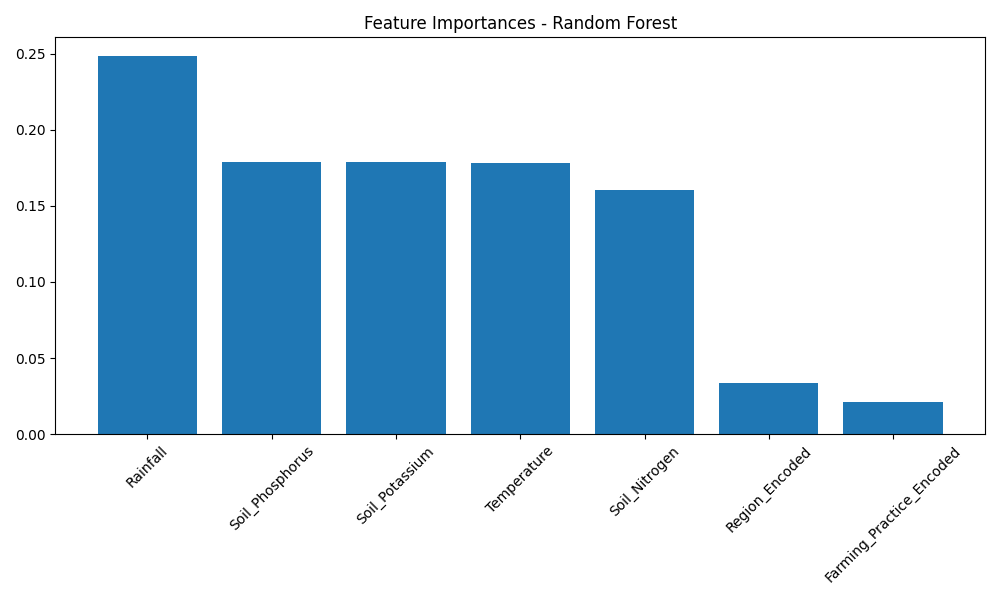 Feature Importances - Random Forest
0.25
0.20
0.15
0.10
0.05
0.00
Rainfall
Soil_Phosphorus
Soil_Potassium
Temperature
Soil_Nitrogen
Region_Encoded
Farming_Practice_Encoded